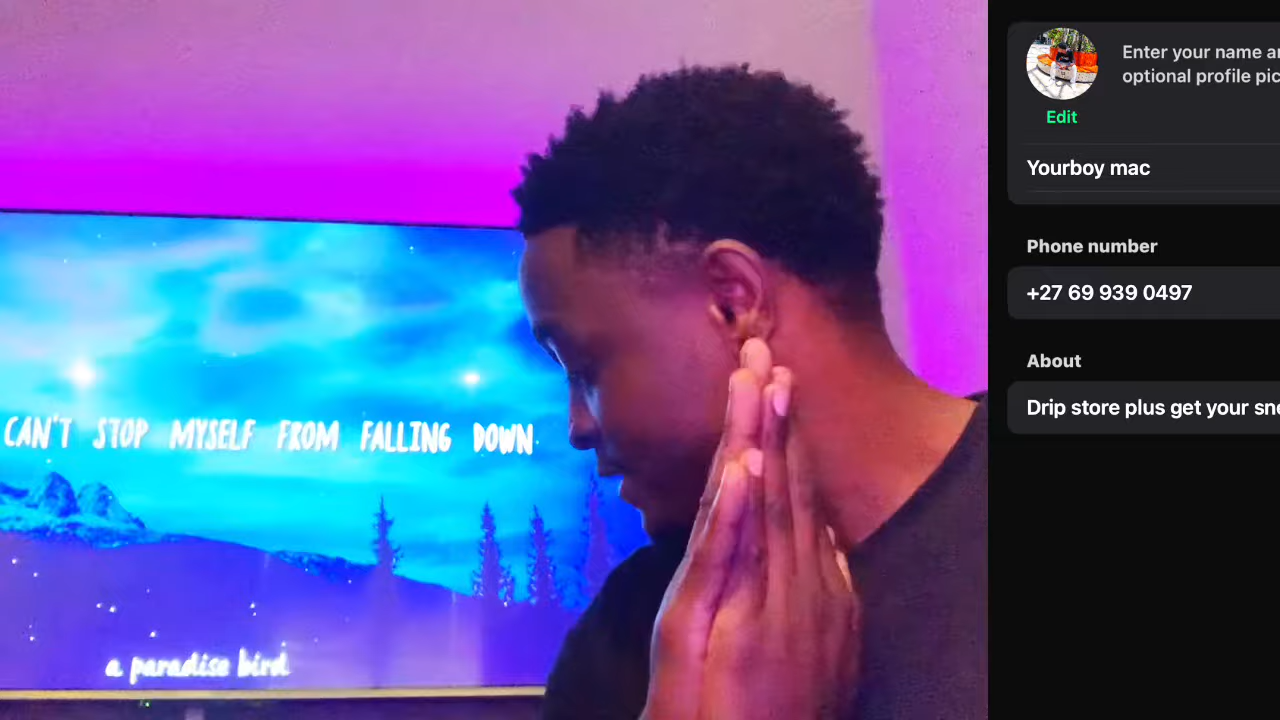 CAN'T STOP MYSELF FROM FALLING DOWN
a paradise bird
Enter your name an
optional profile pic
Edit
Yourboy mac
Phone number
+27 69 939 0497
About
Drip store plus get your sne